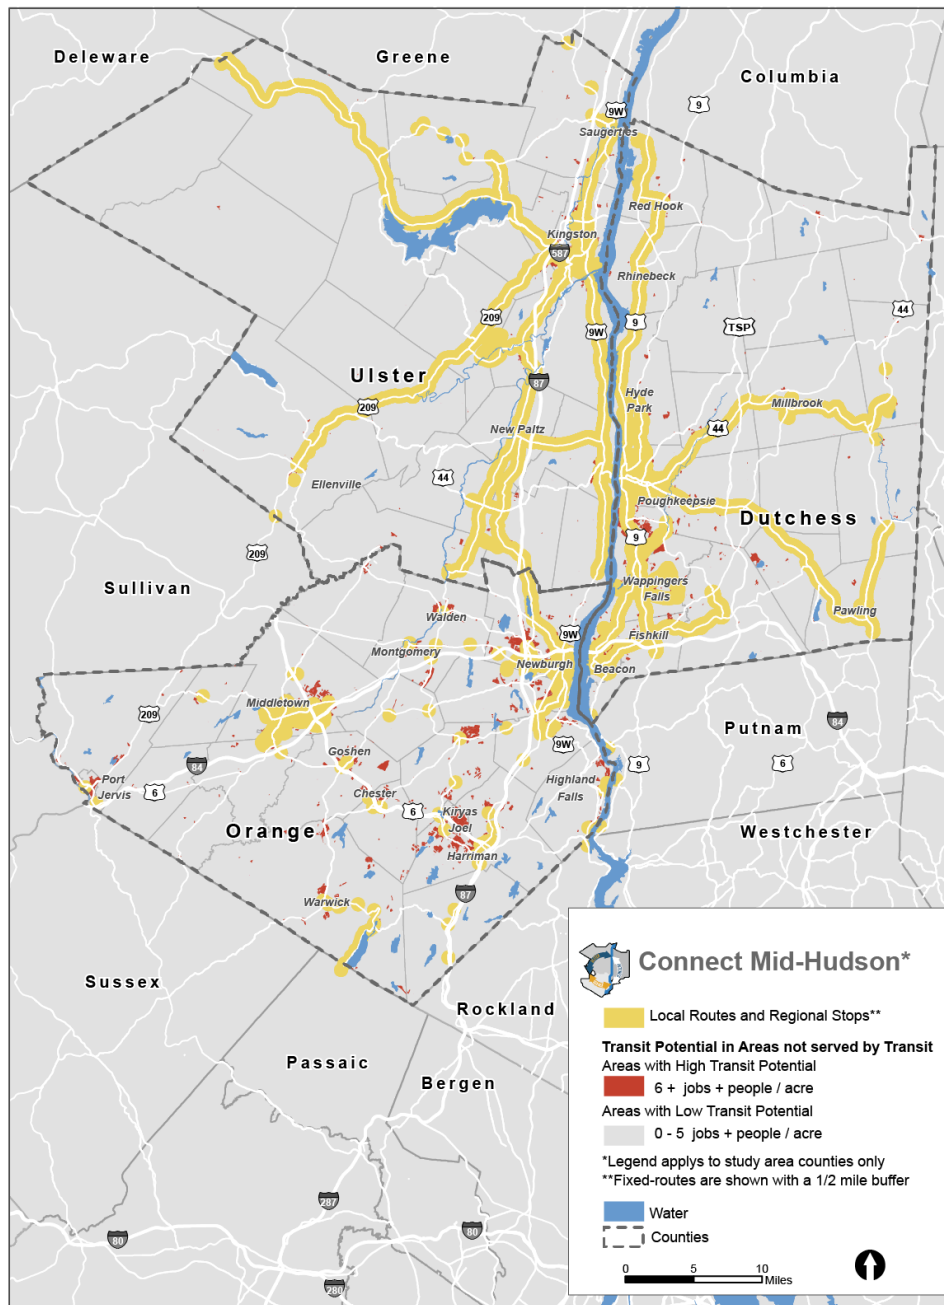 Deleware
Greene
Columbia
9
9W
Saugerties
Red Hook
Kingston
587
Rhinebeck
44
209
9W
9
TSP
Ulster
87
Hyde
Park
Millbrook
209
44
New Paltz
Ellenville
44
Poughkeepsie
Dutchess
9
209
Sullivan
Wappingers
Falls
Pawling
Walden
9W
Fishkill
Montgomery
Newburgh
Beacon
Middletown
209
Putnam
84
9W
Goshen
84
9
6
Port
Jervis
6
Highland
Falls
Chester
6
Kiryas
Joel
Orange
Westchester
Harriman
87
Warwick
Sussex
Rockland
Passaic
Bergen
287
80
80
280
Connect Mid-Hudson*
Local Routes and Regional Stops**
Transit Potential in Areas not served by Transit
Areas with High Transit Potential
6 + jobs + people / acre
Areas with Low Transit Potential
0 - 5 jobs + people / acre
*Legend applys to study area counties only
**Fixed-routes are shown with a 1/2 mile buffer
Water
Counties
0 5 10
Miles